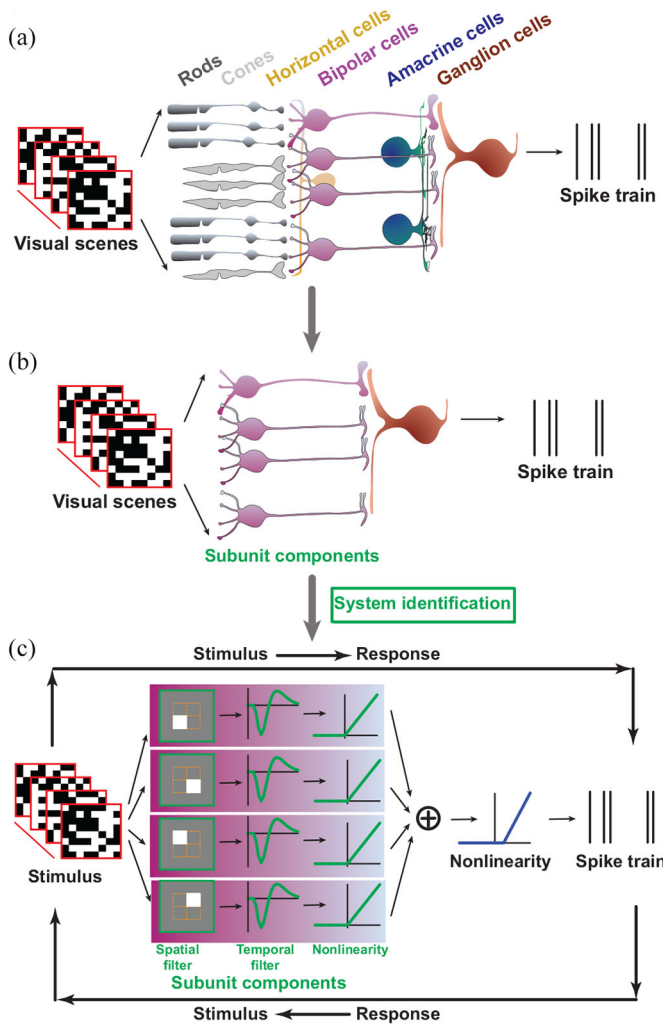 (a)
Rods
Cones
Horizontal cells
Bipolar cells
Amacrine cells
Ganglion cells
Visual scenes
Spike train
(b)
Visual scenes
Spike train
Subunit components
System identification
(c)
Stimulus Response
Stimulus
Nonlinearity
Spike train
Spatial filter
Temporal filter
Nonlinearity
Subunit components
Stimulus Response